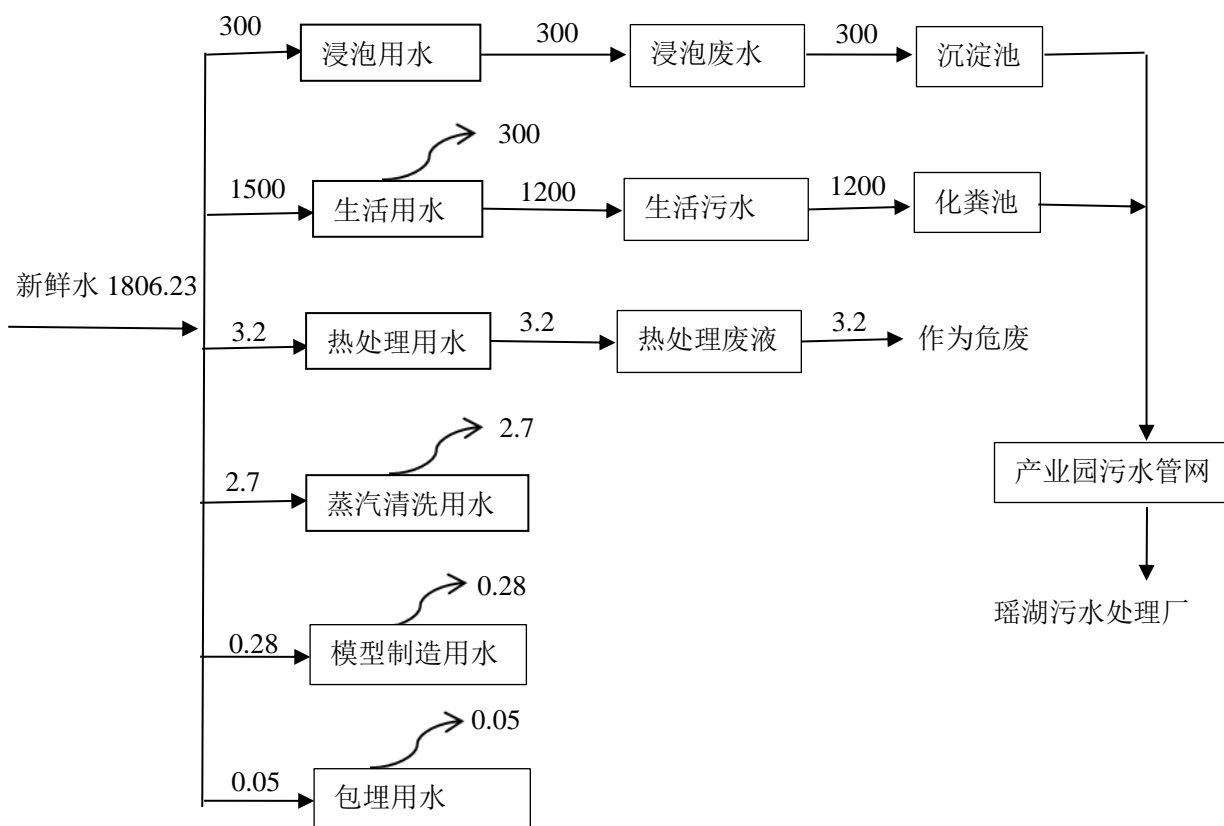 300
浸泡用水
300
浸泡废水
300
沉淀池
300
1500
生活用水
1200
生活污水
1200
化粪池
新鲜水 1806.23
3.2
热处理用水
3.2
热处理废液
3.2
作为危废
2.7
2.7
蒸汽清洗用水
产业园污水管网
0.28
0.28
模型制造用水
瑶湖污水处理厂
0.05
0.05
包埋用水